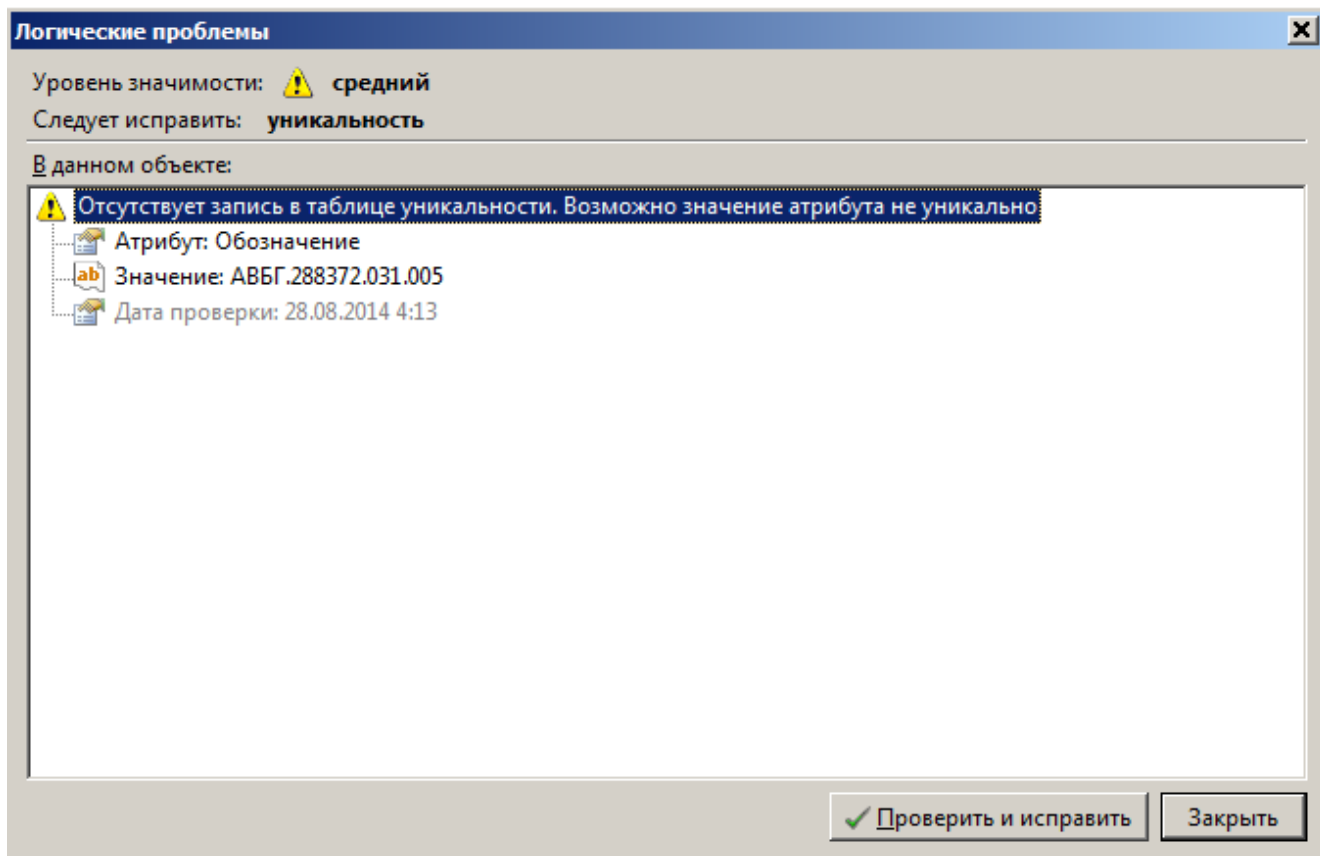 Логические проблемы
Уровень значимости: средний
Следует исправить: уникальность
В данном объекте:
Отсутствует запись в таблице уникальности. Возможно значение атрибута не уникально
Атрибут: Обозначение
ab Значение: АВБГ.288372.031.005
Дата проверки: 28.08.2014 4:13
Проверить и исправить Закрыть